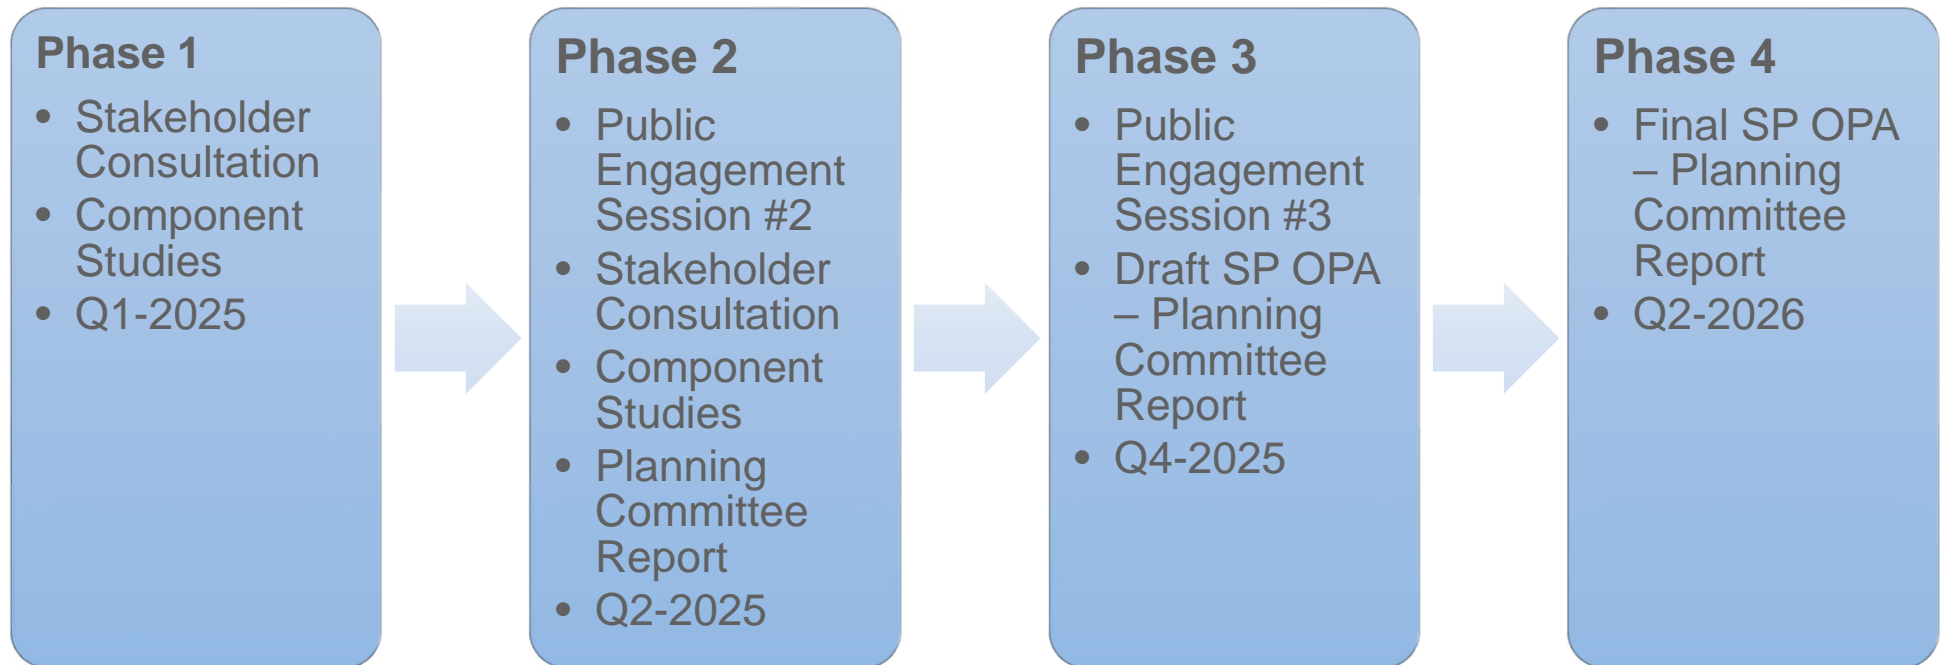 Phase 1
• Stakeholder
Consultation
• Component
Studies
• Q1-2025
Phase 2
• Public
Engagement
Session #2
• Stakeholder
Consultation
• Component
Studies
• Planning
Committee
Report
• Q2-2025
Phase 3
• Public
Engagement
Session #3
• Draft SP OPA
– Planning
Committee
Report
• Q4-2025
Phase 4
• Final SP OPA
– Planning
Committee
Report
• Q2-2026